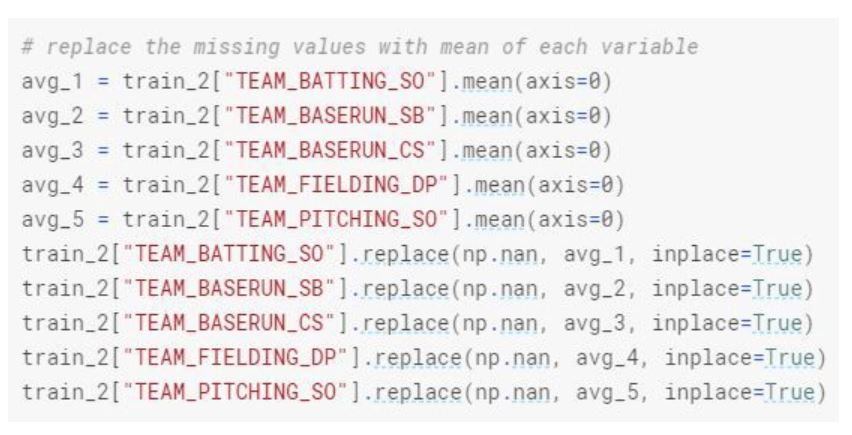 # replace the missing values with mean of each variable
avg_1 = train_2["TEAM_BATTING_SO"].mean(axis=0)
avg_2 = train_2["TEAM_BASERUN_SB"].mean(axis=0)
avg_3 = train_2["TEAM_BASERUN_CS"].mean(axis=0)
avg_4 = train_2["TEAM_FIELDING_DP"].mean(axis=0)
avg_5 = train_2["TEAM_PITCHING_SO"].mean(axis=0)
train_2["TEAM_BATTING_SO"].replace(np.nan, avg_1, inplace=True)
train_2["TEAM_BASERUN_SB"].replace(np.nan, avg_2, inplace=True)
train_2["TEAM_BASERUN_CS"].replace(np.nan, avg_3, inplace=True)
train_2["TEAM_FIELDING_DP"].replace(np.nan, avg_4, inplace=True)
train_2["TEAM_PITCHING_SO"].replace(np.nan, avg_5, inplace=True)